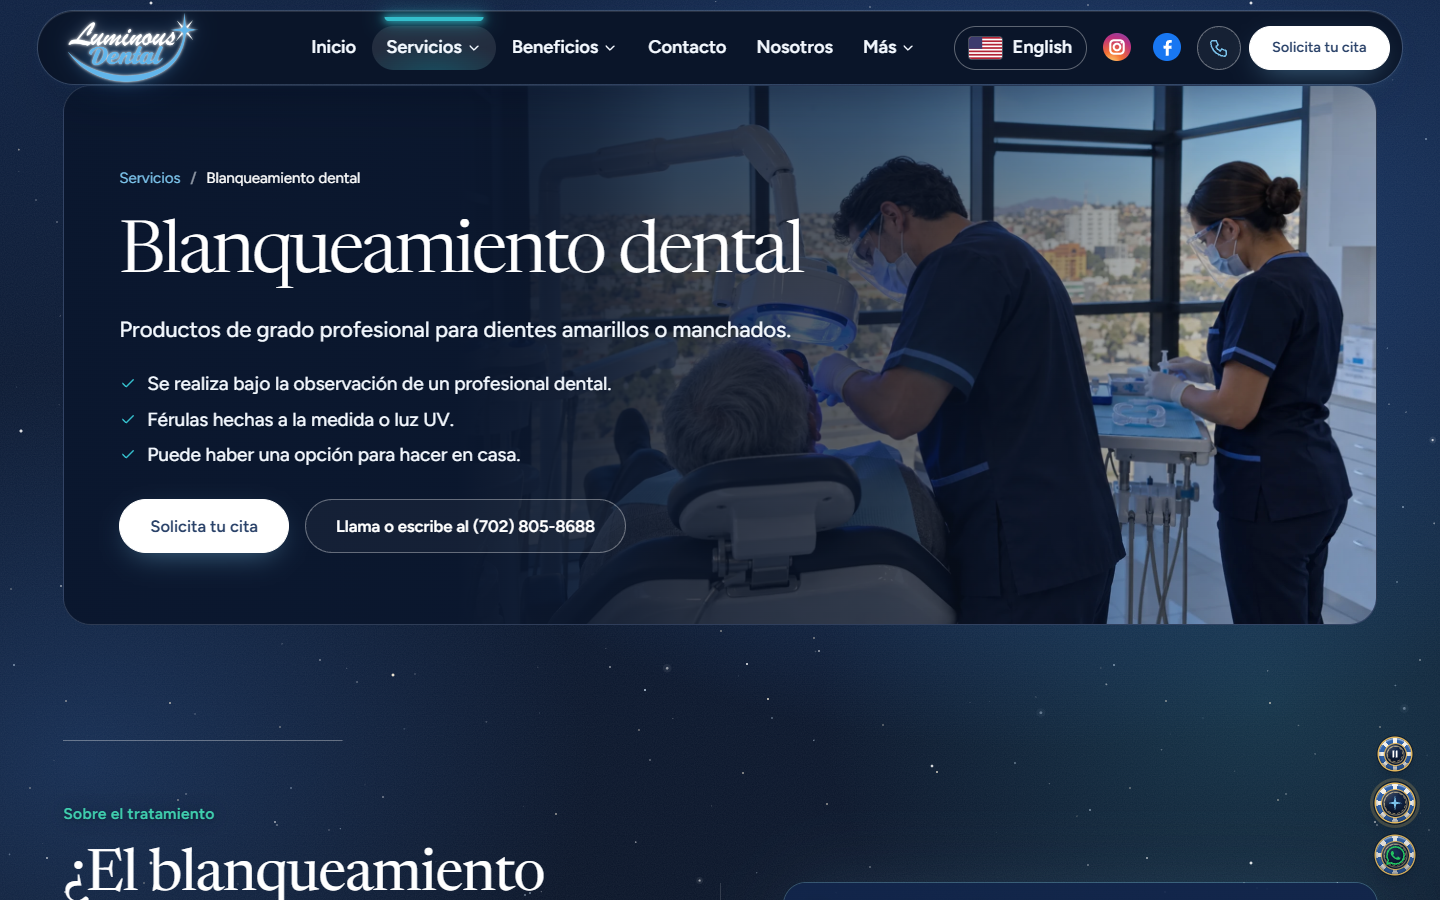 Luminous
Dental
Inicio
Servicios
Beneficios
Contacto
Nosotros
Más
English
Solicita tu cita
Servicios / Blanqueamiento dental
Blanqueamiento dental
Productos de grado profesional para dientes amarillos o manchados.
Se realiza bajo la observación de un profesional dental.
Férulas hechas a la medida o luz UV.
Puede haber una opción para hacer en casa.
Solicita tu cita
Llama o escribe al (702) 805-8688
Sobre el tratamiento
¿El blanqueamiento